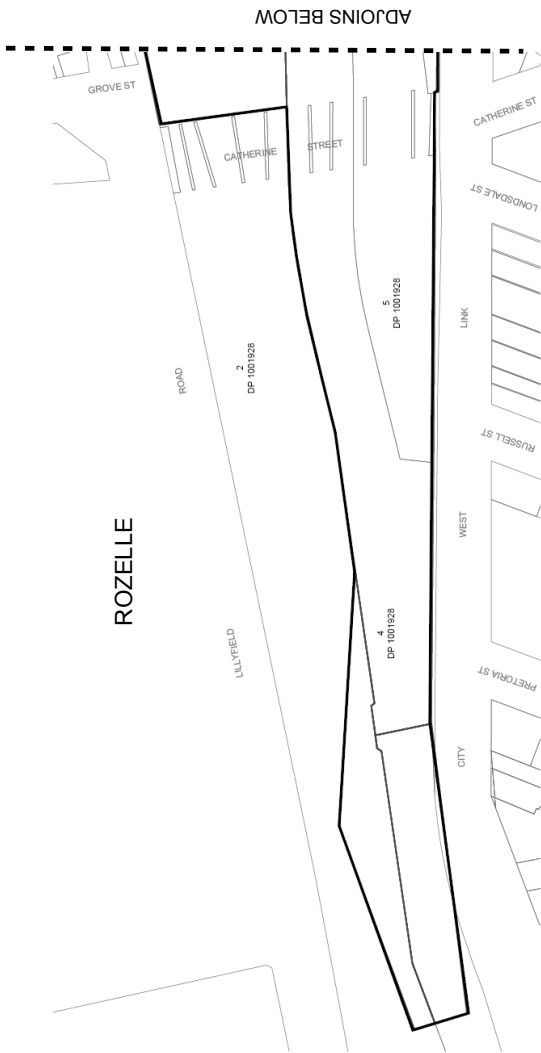 ADJOINS BELOW
GROVE ST
CATHERINE ST
CATHERINE
STREET
LONDSDALE ST
5
DP 1001928
LINK
2
DP 1001928
ROAD
RUSSELL ST
ROZELLE
WEST
LILLYFIELD
4
DP 1001928
PRETORIA ST
CITY